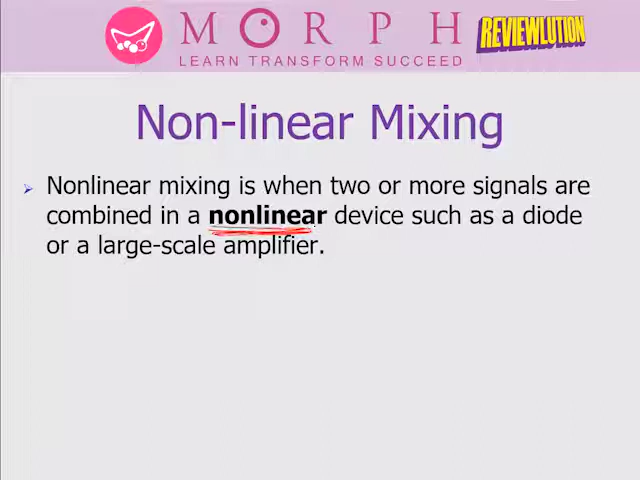 MORPH
REVIEWLUTION
LEARN TRANSFORM SUCCEED
Non-linear Mixing
Nonlinear mixing is when two or more signals are
combined in a nonlinear device such as a diode
or a large-scale amplifier.